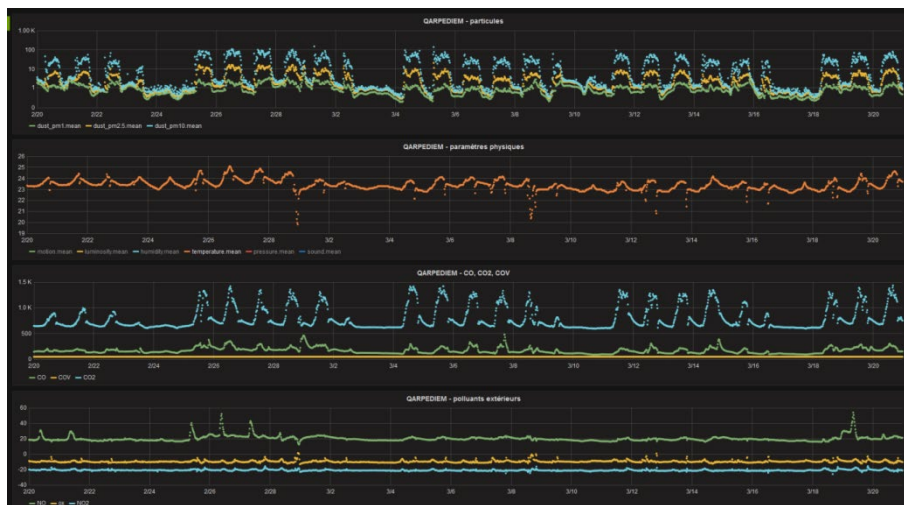 QARPEDIEM - particules
1.00 K
100
10
1
0
2/20 2/22 2/24 2/26 2/28 3/2 3/4 3/6 3/8 3/10 3/12 3/14 3/16 3/18 3/20
dust_pm1.mean dust_pm2.5.mean dust_pm10.mean
QARPEDIEM - paramètres physiques
26
25
24
23
22
21
20
19
2/20 2/22 2/24 2/26 2/28 3/2 3/4 3/6 3/8 3/10 3/12 3/14 3/16 3/18 3/20
motion.mean luminosity.mean humidity.mean temperature.mean pressure.mean sound.mean
QARPEDIEM - CO, CO2, COV
1.5 K
1.0 K
500
0
2/20 2/22 2/24 2/26 2/28 3/2 3/4 3/6 3/8 3/10 3/12 3/14 3/16 3/18 3/20
CO COV CO2
QARPEDIEM - polluants extérieurs
60
40
20
0
-20
-40
2/20 2/22 2/24 2/26 2/28 3/2 3/4 3/6 3/8 3/10 3/12 3/14 3/16 3/18 3/20
NO NO2